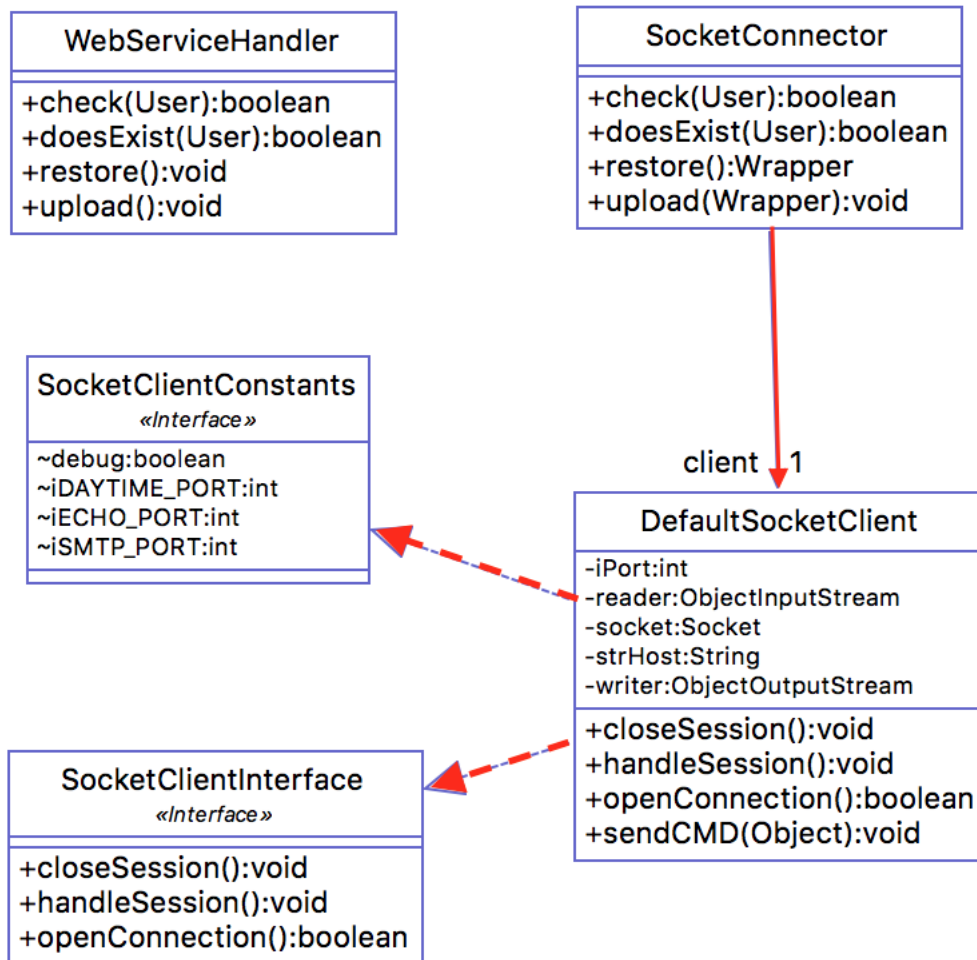 WebServiceHandler
+check(User):boolean
+doesExist(User):boolean
+restore():void
+upload():void
SocketConnector
+check(User):boolean
+doesExist(User):boolean
+restore():Wrapper
+upload(Wrapper):void
SocketClientConstants
«Interface»
~debug:boolean
~iDAYTIME_PORT:int
~iECHO_PORT:int
~iSMTP_PORT:int
client 1
DefaultSocketClient
-iPort:int
-reader:ObjectInputStream
-socket:Socket
-strHost:String
-writer:ObjectOutputStream
+closeSession():void
+handleSession():void
+openConnection():boolean
+sendCMD(Object):void
SocketClientInterface
«Interface»
+closeSession():void
+handleSession():void
+openConnection():boolean